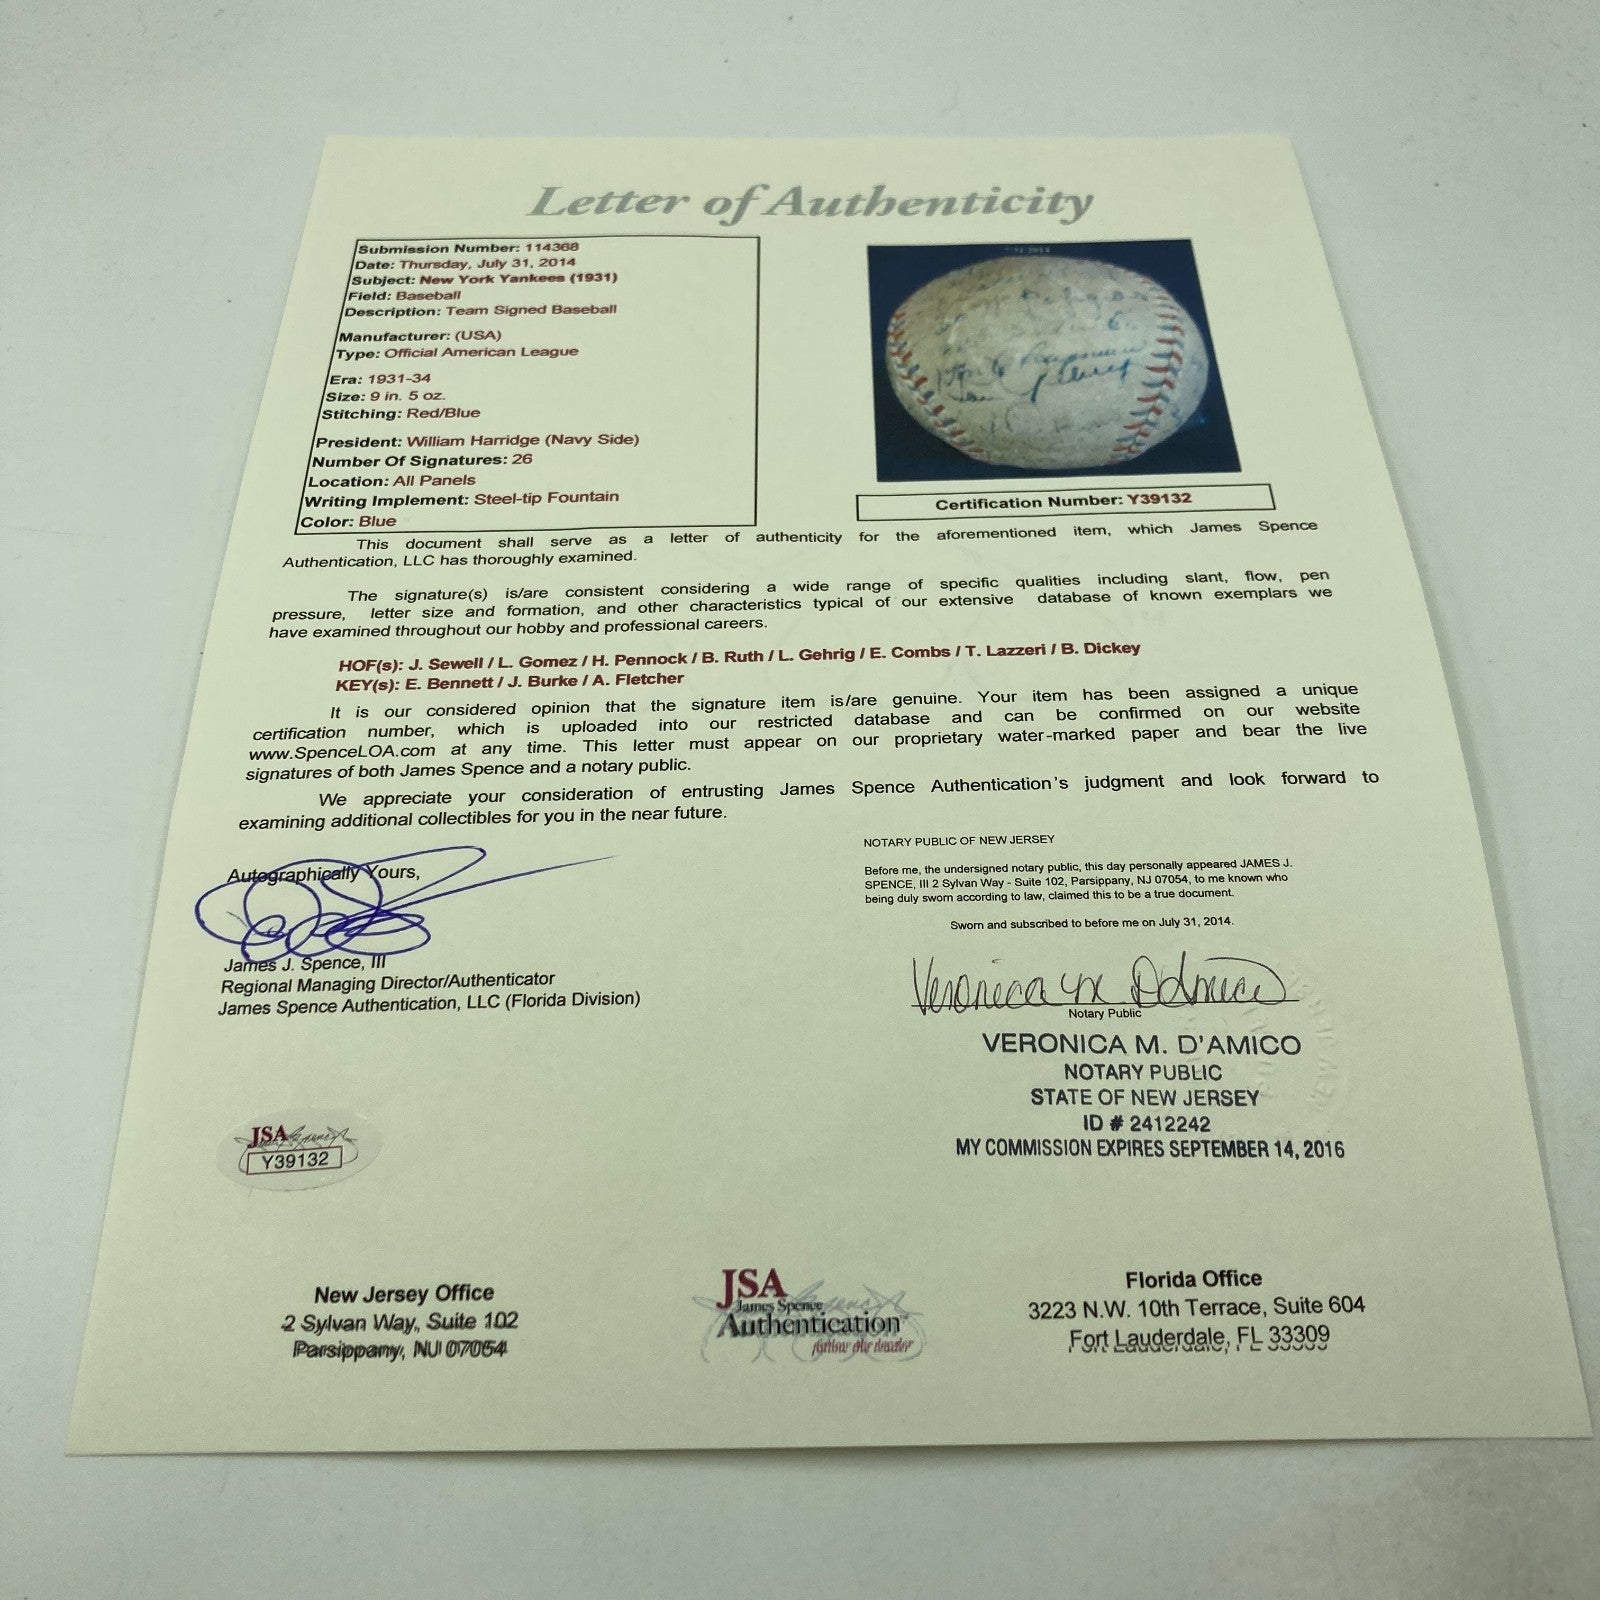 Letter of Authenticity
Submission Number: 114368
Date: Thursday, July 31, 2014
Subject: New York Yankees (1931)
Field: Baseball
Description: Team Signed Baseball
Manufacturer: (USA)
Type: Official American League
Era: 1931-34
Size: 9 in. 5 oz.
Stitching: Red/Blue
President: William Harridge (Navy Side)
Number Of Signatures: 26
Location: All Panels
Writing Implement: Steel-tip Fountain
Color: Blue
Certification Number: Y39132
This document shall serve as a letter of authenticity for the aforementioned item, which James Spence
Authentication, LLC has thoroughly examined.
The signature(s) is/are consistent considering a wide range of specific qualities including slant, flow, pen
pressure, letter size and formation, and other characteristics typical of our extensive database of known exemplars we
have examined throughout our hobby and professional careers.
HOF(s): J. Sewell / L. Gomez / H. Pennock / B. Ruth / L. Gehrig / E. Combs / T. Lazzeri / B. Dickey
KEY(s): E. Bennett / J. Burke / A. Fletcher
It is our considered opinion that the signature item is/are genuine. Your item has been assigned a unique
certification number, which is uploaded into our restricted database and can be confirmed on our website
www.SpenceLOA.com at any time. This letter must appear on our proprietary water-marked paper and bear the live
signatures of both James Spence and a notary public.
We appreciate your consideration of entrusting James Spence Authentication's judgment and look forward to
examining additional collectibles for you in the near future.
Autographically Yours,
James J. Spence, III
Regional Managing Director/Authenticator
James Spence Authentication, LLC (Florida Division)
NOTARY PUBLIC OF NEW JERSEY
Before me, the undersigned notary public, this day personally appeared JAMES J.
SPENCE, III 2 Sylvan Way - Suite 102, Parsippany, NJ 07054, to me known who
being duly sworn according to law, claimed this to be a true document.
Sworn and subscribed to before me on July 31, 2014.
Veronica M D'Amico
Notary Public
VERONICA M. D'AMICO
NOTARY PUBLIC
STATE OF NEW JERSEY
ID # 2412242
MY COMMISSION EXPIRES SEPTEMBER 14, 2016
JSA
Y39132
New Jersey Office
2 Sylvan Way, Suite 102
Parsippany, NJ 07054
JSA
James Spence
Authentication
follow the leader
Florida Office
3223 N.W. 10th Terrace, Suite 604
Fort Lauderdale, FL 33309